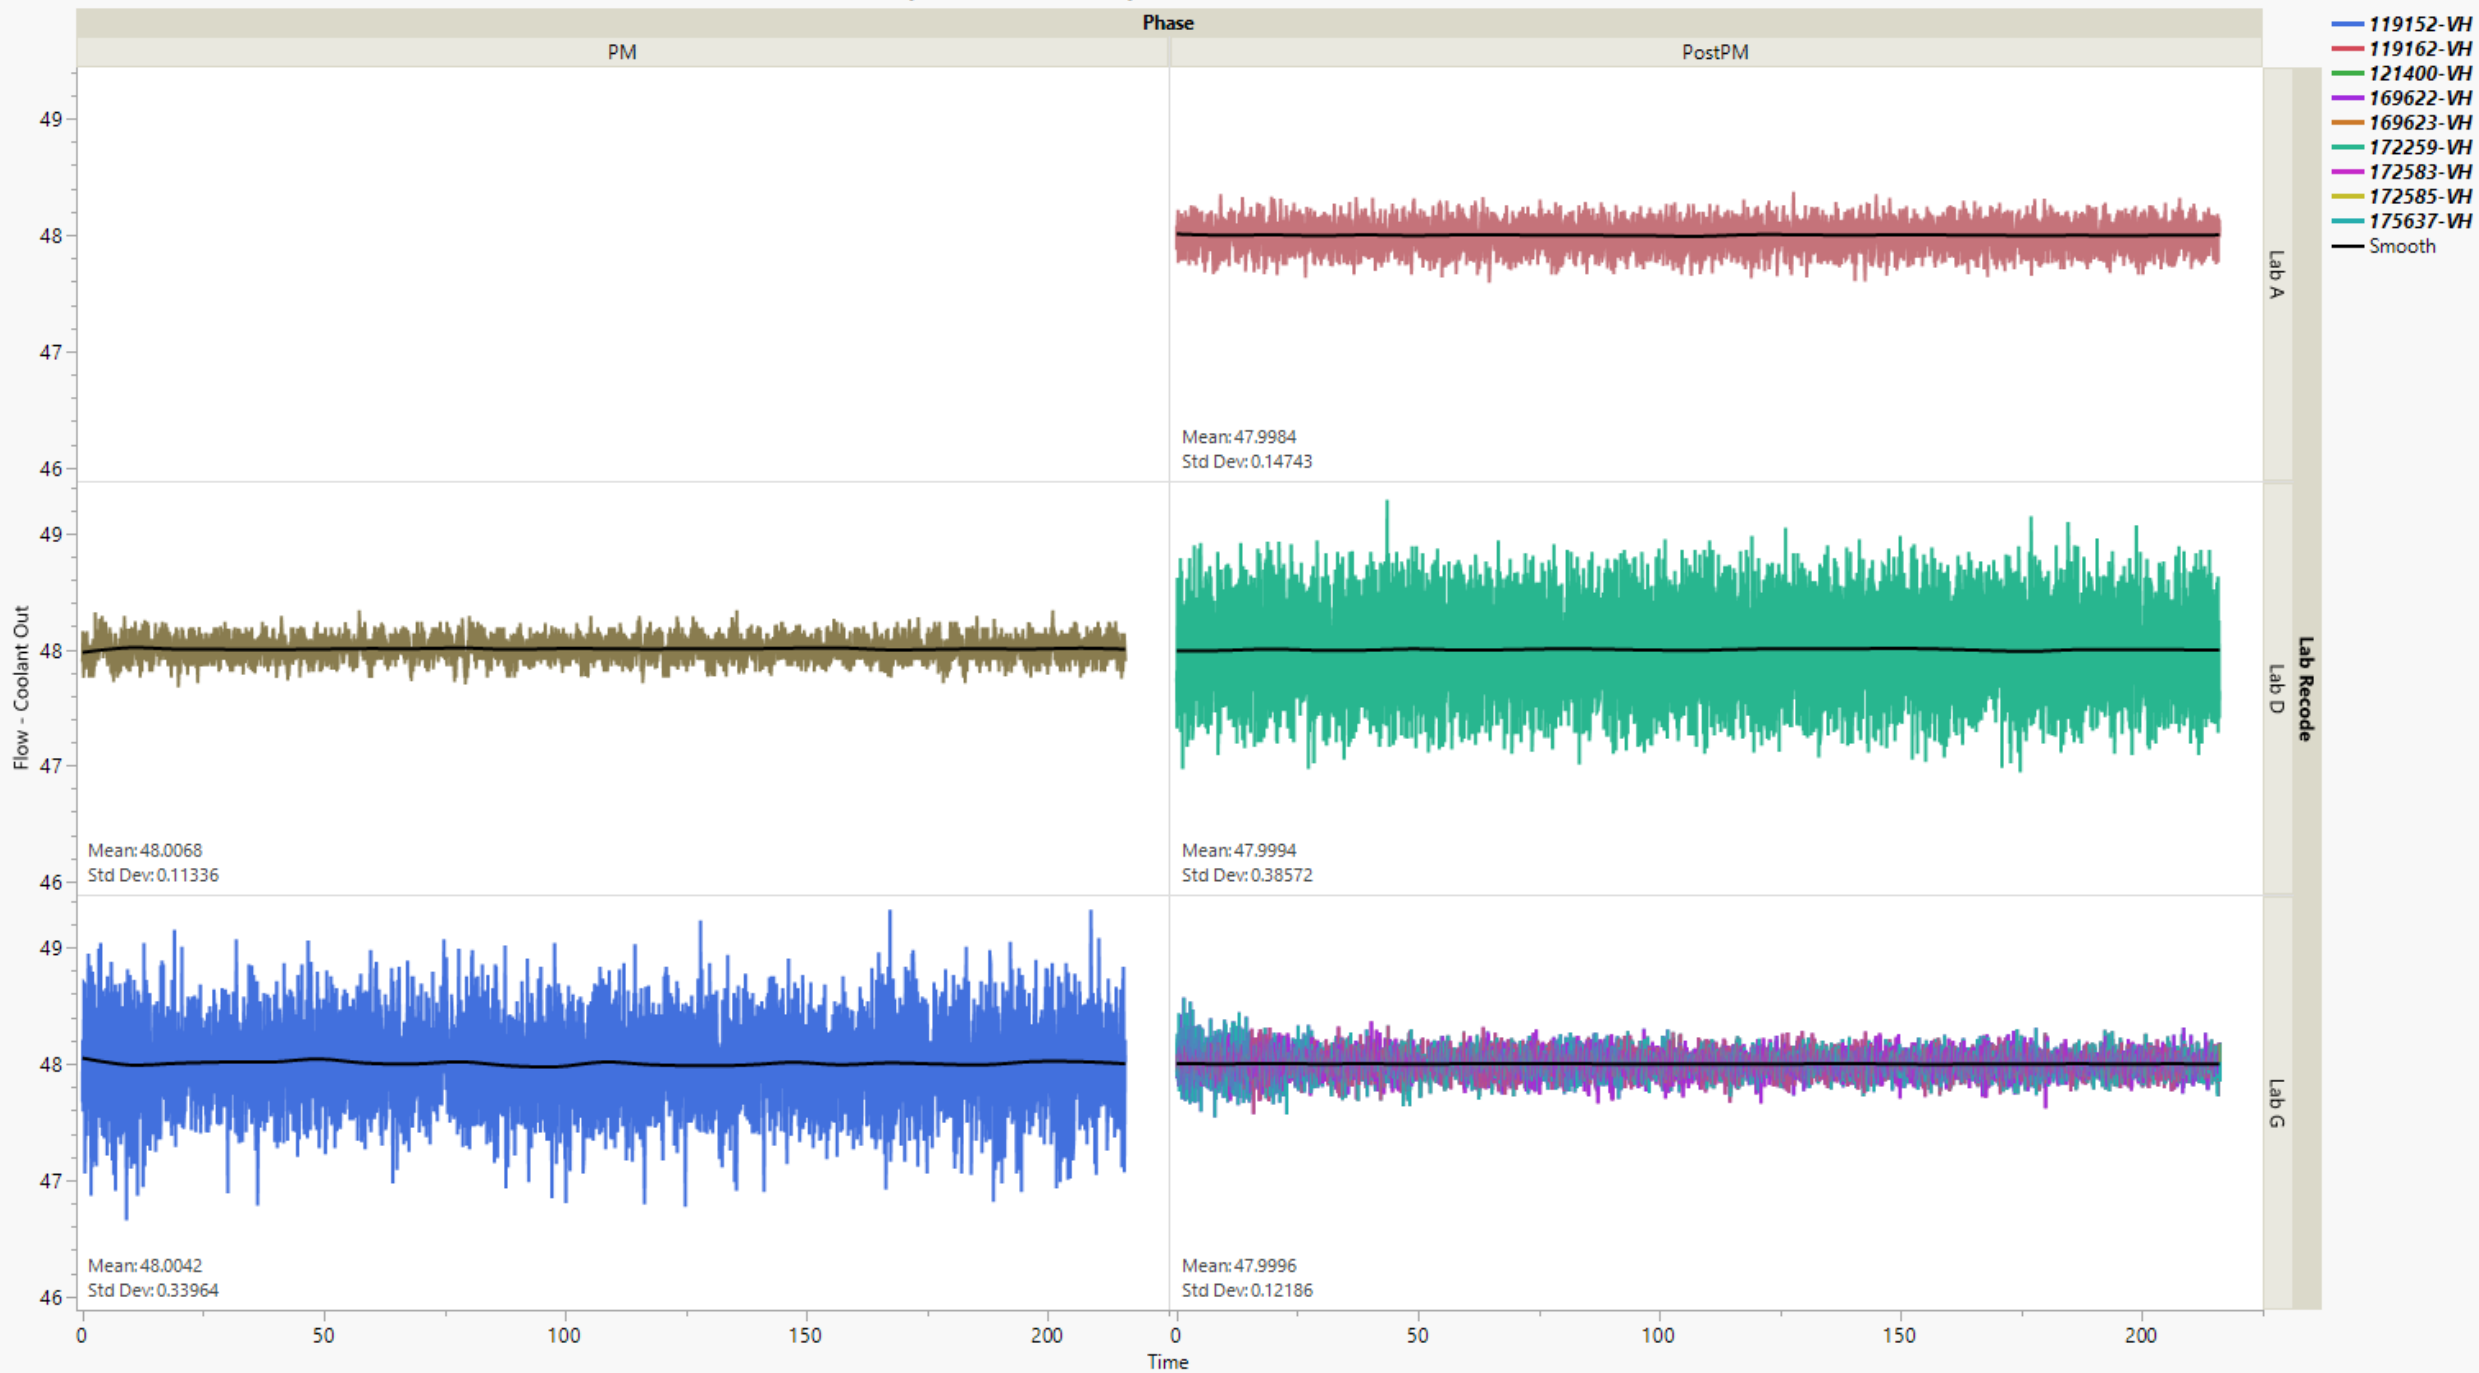 Phase
PM
PostPM
119152-VH
119162-VH
121400-VH
169622-VH
169623-VH
172259-VH
172583-VH
172585-VH
175637-VH
Smooth
Flow - Coolant Out
49
48
47
46
Mean: 47.9984
Std Dev: 0.14743
Lab A
49
48
47
46
Mean: 48.0068
Std Dev: 0.11336
Mean: 47.9994
Std Dev: 0.38572
Lab D
Lab Recode
49
48
47
46
Mean: 48.0042
Std Dev: 0.33964
Mean: 47.9996
Std Dev: 0.12186
Lab G
0 50 100 150 200 0 50 100 150 200
Time